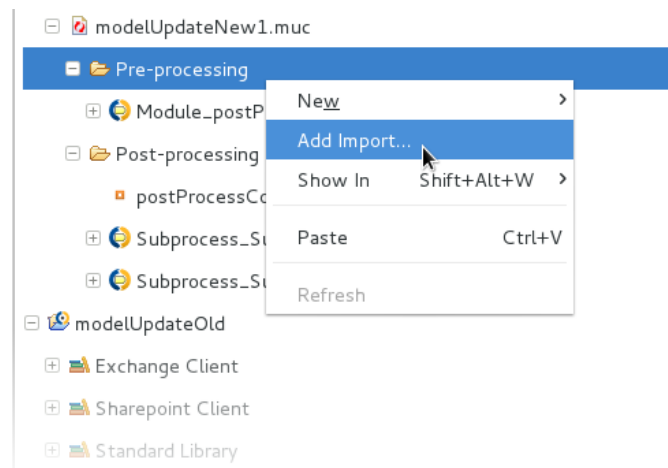 modelUpdateNew1.muc
Pre-processing
New
Module_postP
Add Import...
Post-processing
Show In Shift+Alt+W
postProcessCo
Subprocess_Su
Paste Ctrl+V
Subprocess_Su
Refresh
modelUpdateOld
Exchange Client
Sharepoint Client
Standard Library